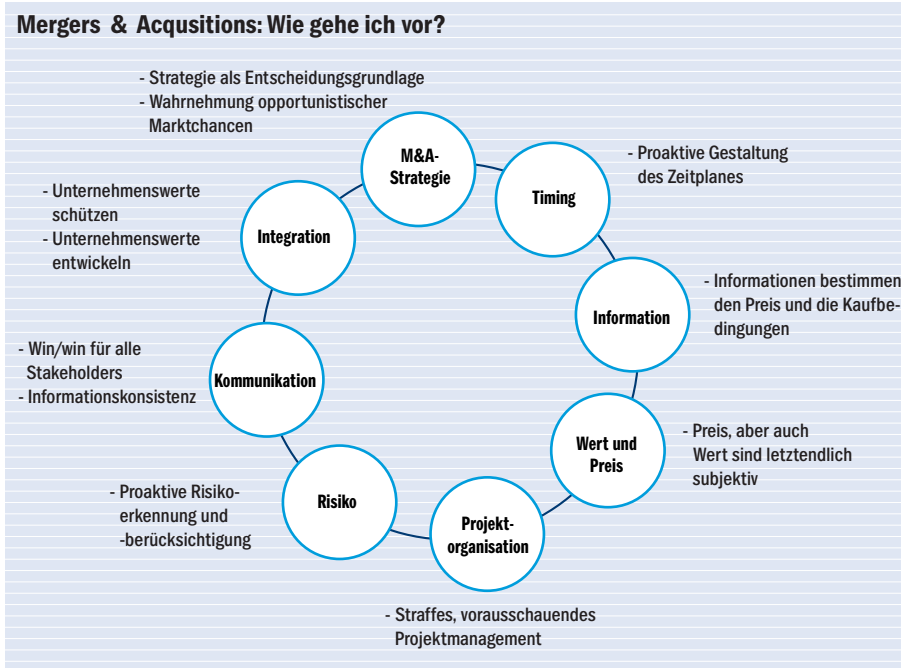 Mergers & Acqusitions: Wie gehe ich vor?
- Strategie als Entscheidungsgrundlage
- Wahrnehmung opportunistischer
Marktchancen
M&A-
Strategie
- Proaktive Gestaltung
des Zeitplanes
Timing
- Informationen bestimmen
den Preis und die Kaufbe-
dingungen
Information
- Preis, aber auch
Wert sind letztendlich
subjektiv
Wert und
Preis
Projekt-
organisation
- Straffes, vorausschauendes
Projektmanagement
Risiko
- Proaktive Risiko-
erkennung und
-berücksichtigung
Kommunikation
- Win/win für alle
Stakeholders
- Informationskonsistenz
Integration
- Unternehmenswerte
schützen
- Unternehmenswerte
entwickeln